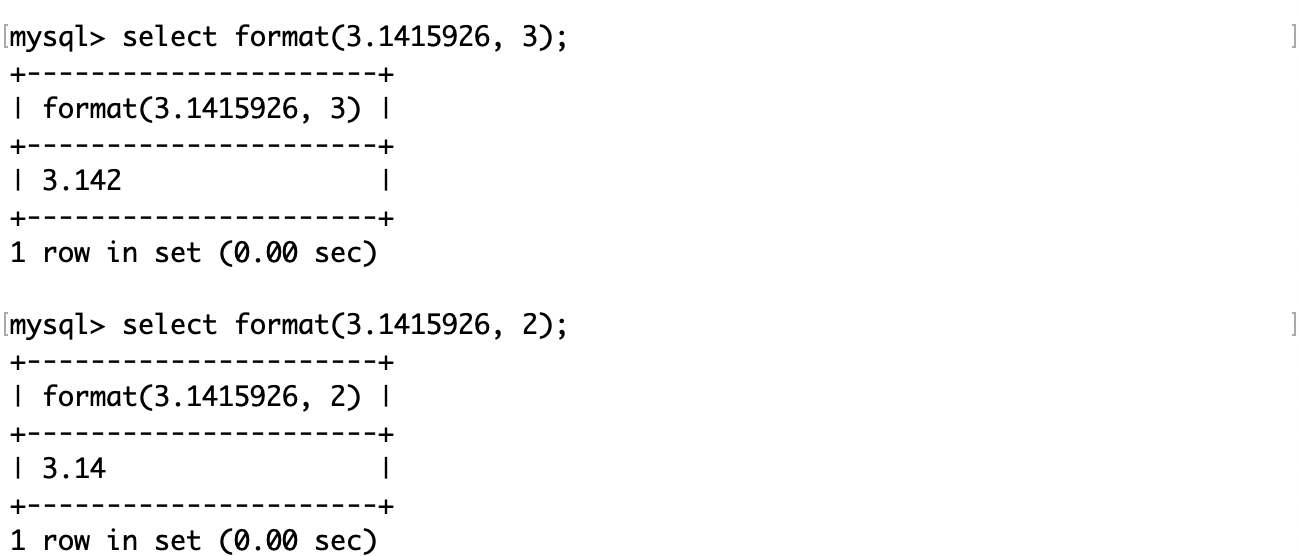 [mysql> select format(3.1415926, 3); ]
+----------------------+
| format(3.1415926, 3) |
+----------------------+
| 3.142                |
+----------------------+
1 row in set (0.00 sec)

[mysql> select format(3.1415926, 2); ]
+----------------------+
| format(3.1415926, 2) |
+----------------------+
| 3.14                 |
+----------------------+
1 row in set (0.00 sec)